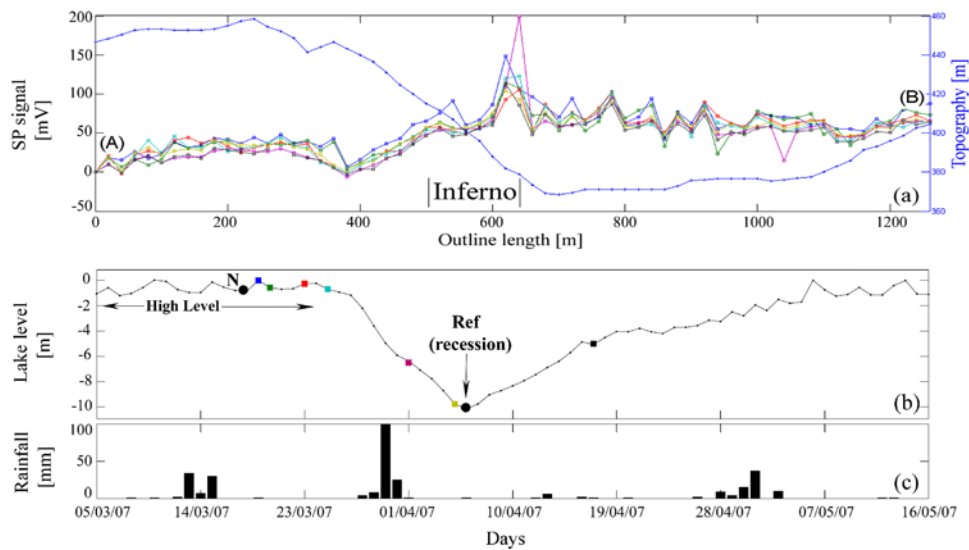 200
150
100
50
0
-50
SP signal
[mV]
460
440
420
400
380
360
Topography [m]
(A)
(B)
Inferno
(a)
0
200
400
600
800
1000
1200
Outline length [m]
0
-2
-4
-6
-8
-10
Lake level
[m]
N
High Level
Ref
(recession)
(b)
100
50
0
Rainfall
[mm]
(c)
05/03/07
14/03/07
23/03/07
01/04/07
10/04/07
19/04/07
28/04/07
07/05/07
16/05/07
Days